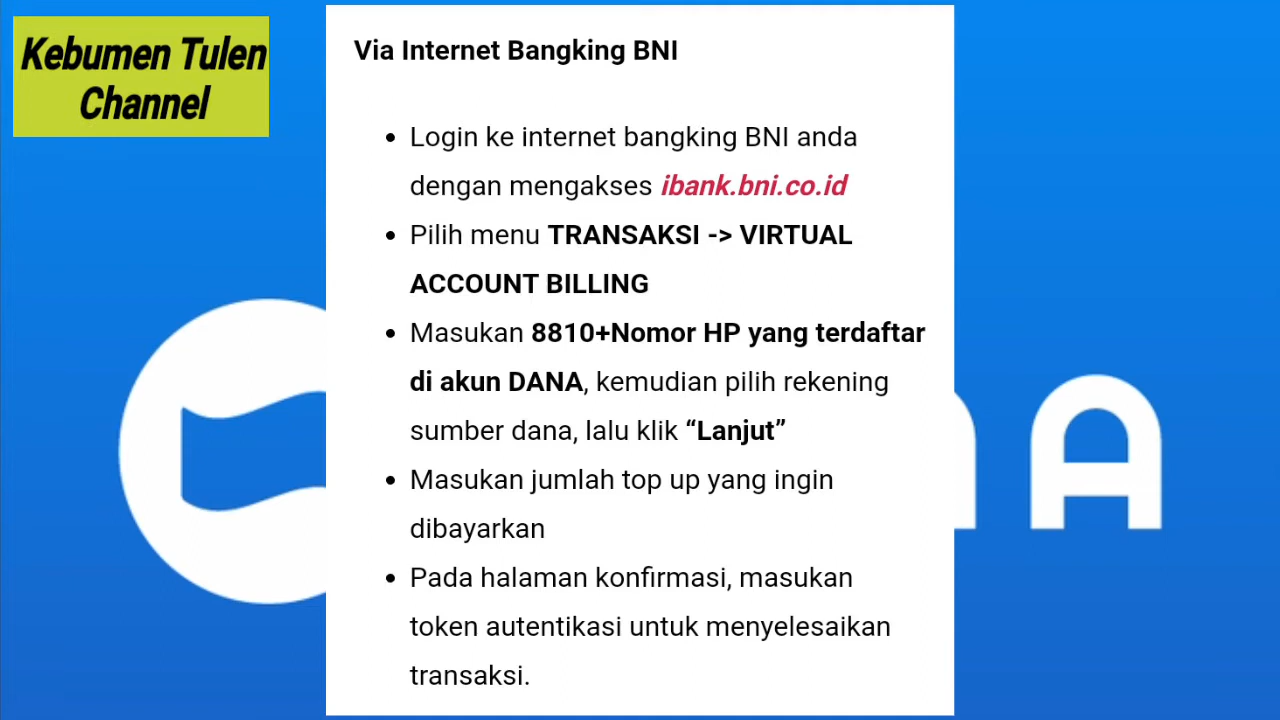 Kebumen Tulen
Channel
Via Internet Bangking BNI
• Login ke internet bangking BNI anda
dengan mengakses ibank.bni.co.id
• Pilih menu TRANSAKSI -> VIRTUAL
ACCOUNT BILLING
• Masukan 8810+Nomor HP yang terdaftar
di akun DANA, kemudian pilih rekening
sumber dana, lalu klik “Lanjut”
• Masukan jumlah top up yang ingin
dibayarkan
• Pada halaman konfirmasi, masukan
token autentikasi untuk menyelesaikan
transaksi.
A